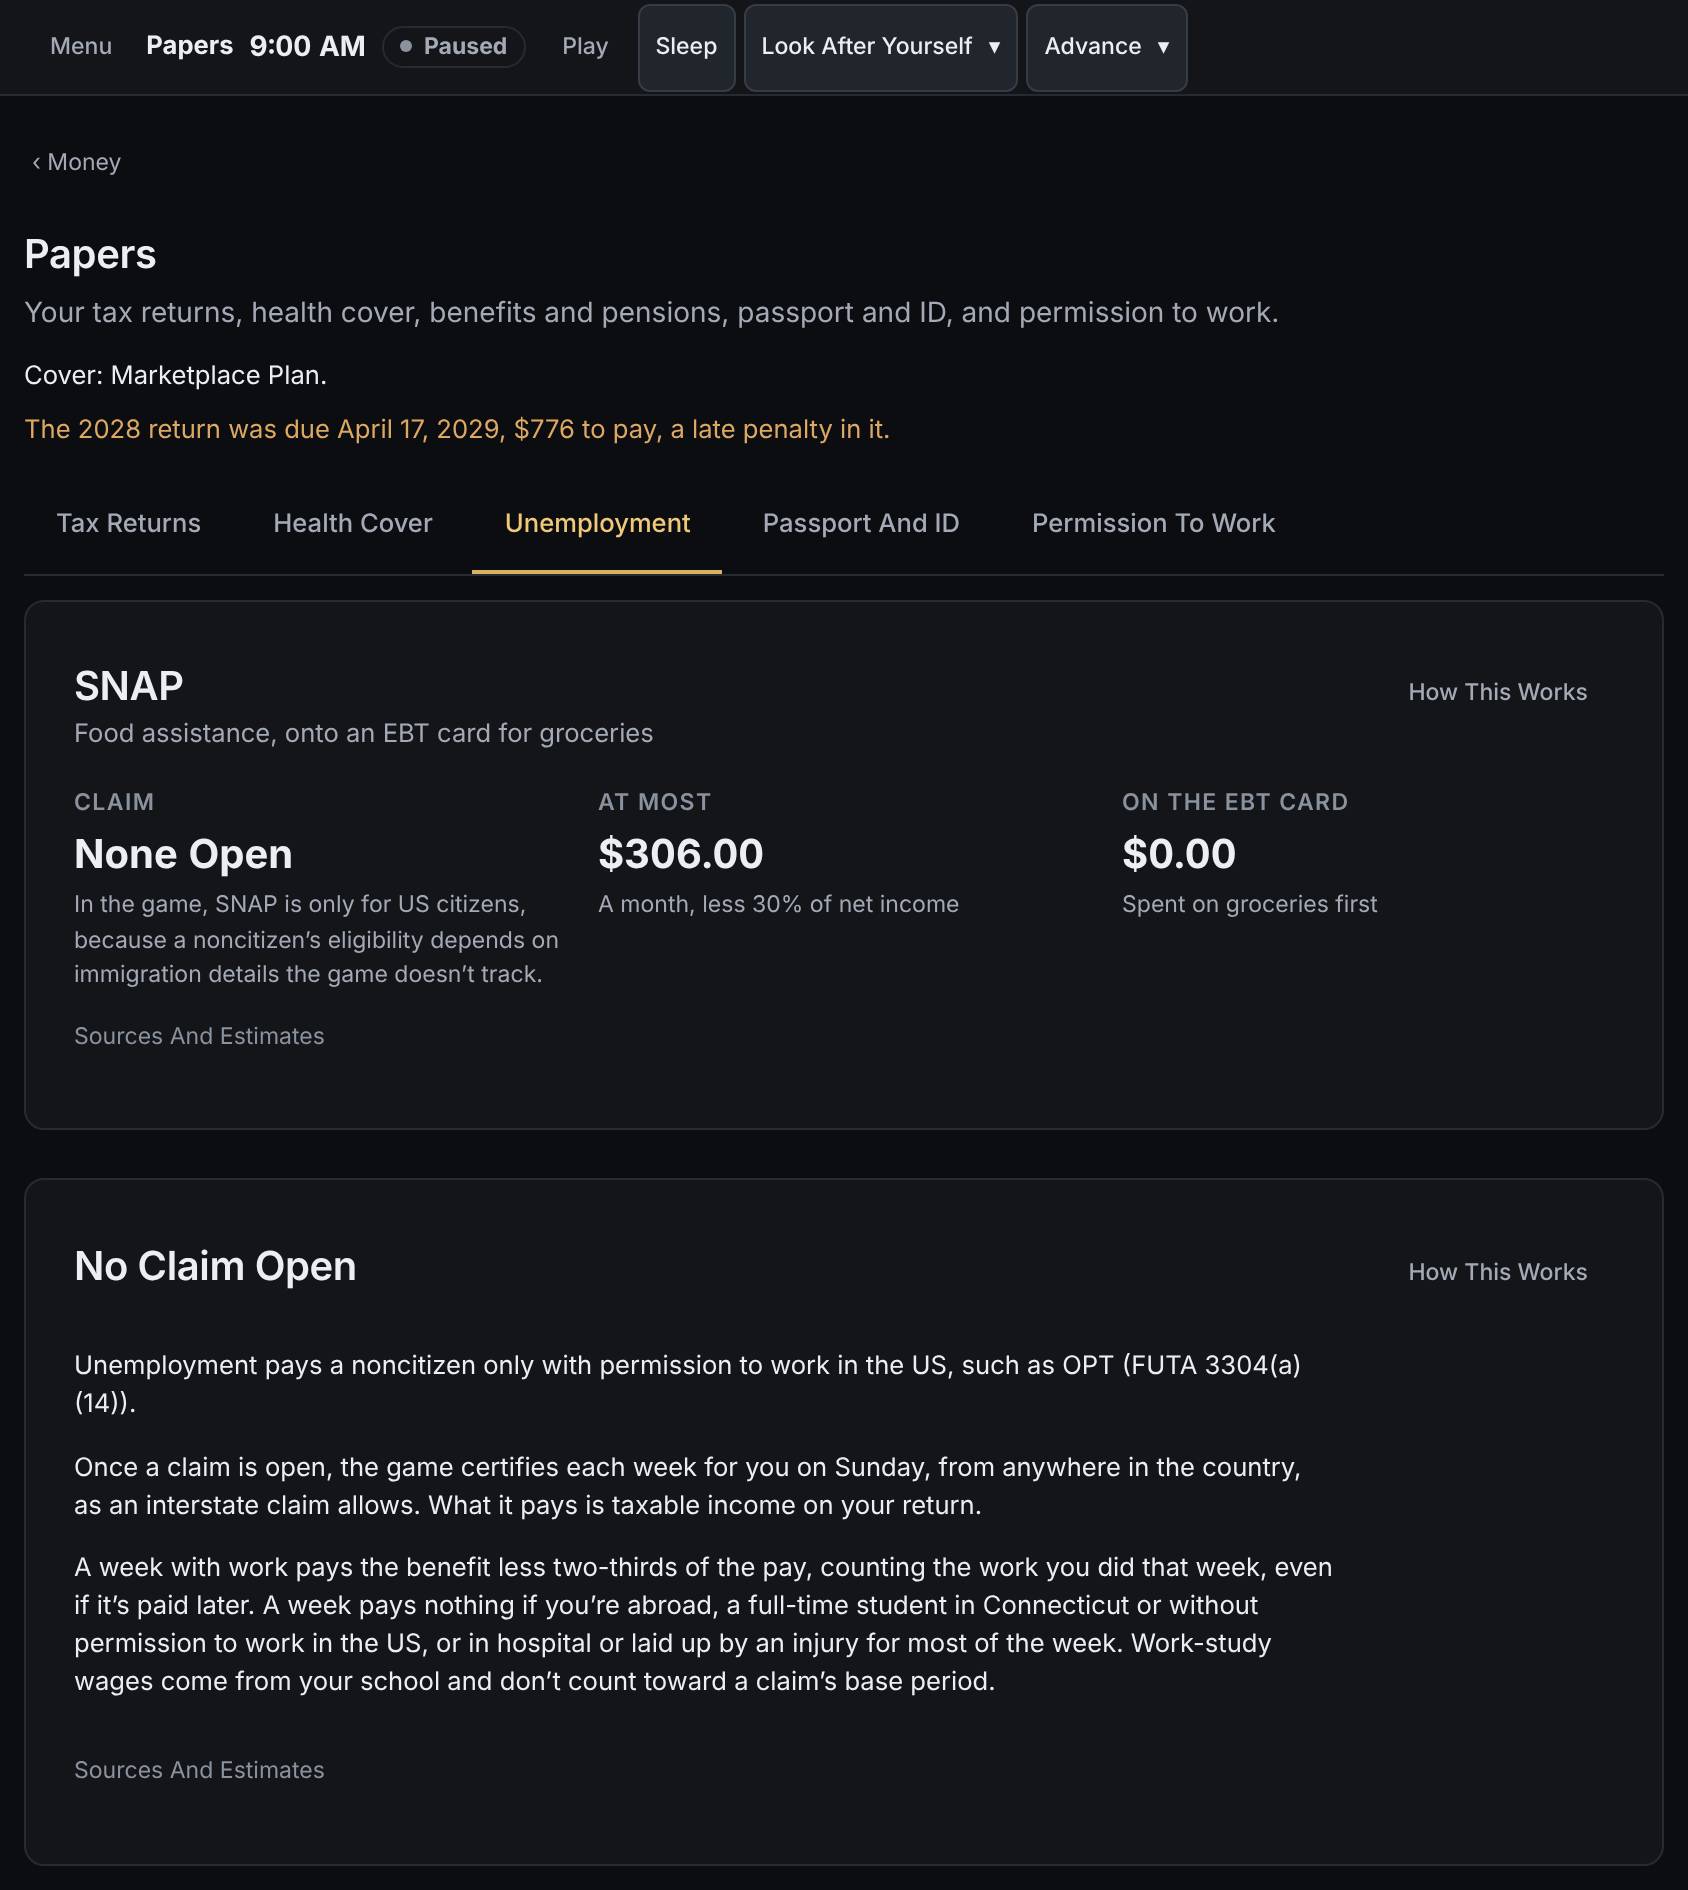 Menu Papers 9:00 AM Paused Play Sleep Look After Yourself ▾ Advance ▾
‹ Money
Papers
Your tax returns, health cover, benefits and pensions, passport and ID, and permission to work.
Cover: Marketplace Plan.
The 2028 return was due April 17, 2029, $776 to pay, a late penalty in it.
Tax Returns Health Cover Unemployment Passport And ID Permission To Work
SNAP How This Works
Food assistance, onto an EBT card for groceries
CLAIM AT MOST ON THE EBT CARD
None Open $306.00 $0.00
In the game, SNAP is only for US citizens, A month, less 30% of net income Spent on groceries first
because a noncitizen’s eligibility depends on
immigration details the game doesn’t track.
Sources And Estimates
No Claim Open How This Works
Unemployment pays a noncitizen only with permission to work in the US, such as OPT (FUTA 3304(a)
(14)).
Once a claim is open, the game certifies each week for you on Sunday, from anywhere in the country,
as an interstate claim allows. What it pays is taxable income on your return.
A week with work pays the benefit less two-thirds of the pay, counting the work you did that week, even
if it’s paid later. A week pays nothing if you’re abroad, a full-time student in Connecticut or without
permission to work in the US, or in hospital or laid up by an injury for most of the week. Work-study
wages come from your school and don’t count toward a claim’s base period.
Sources And Estimates